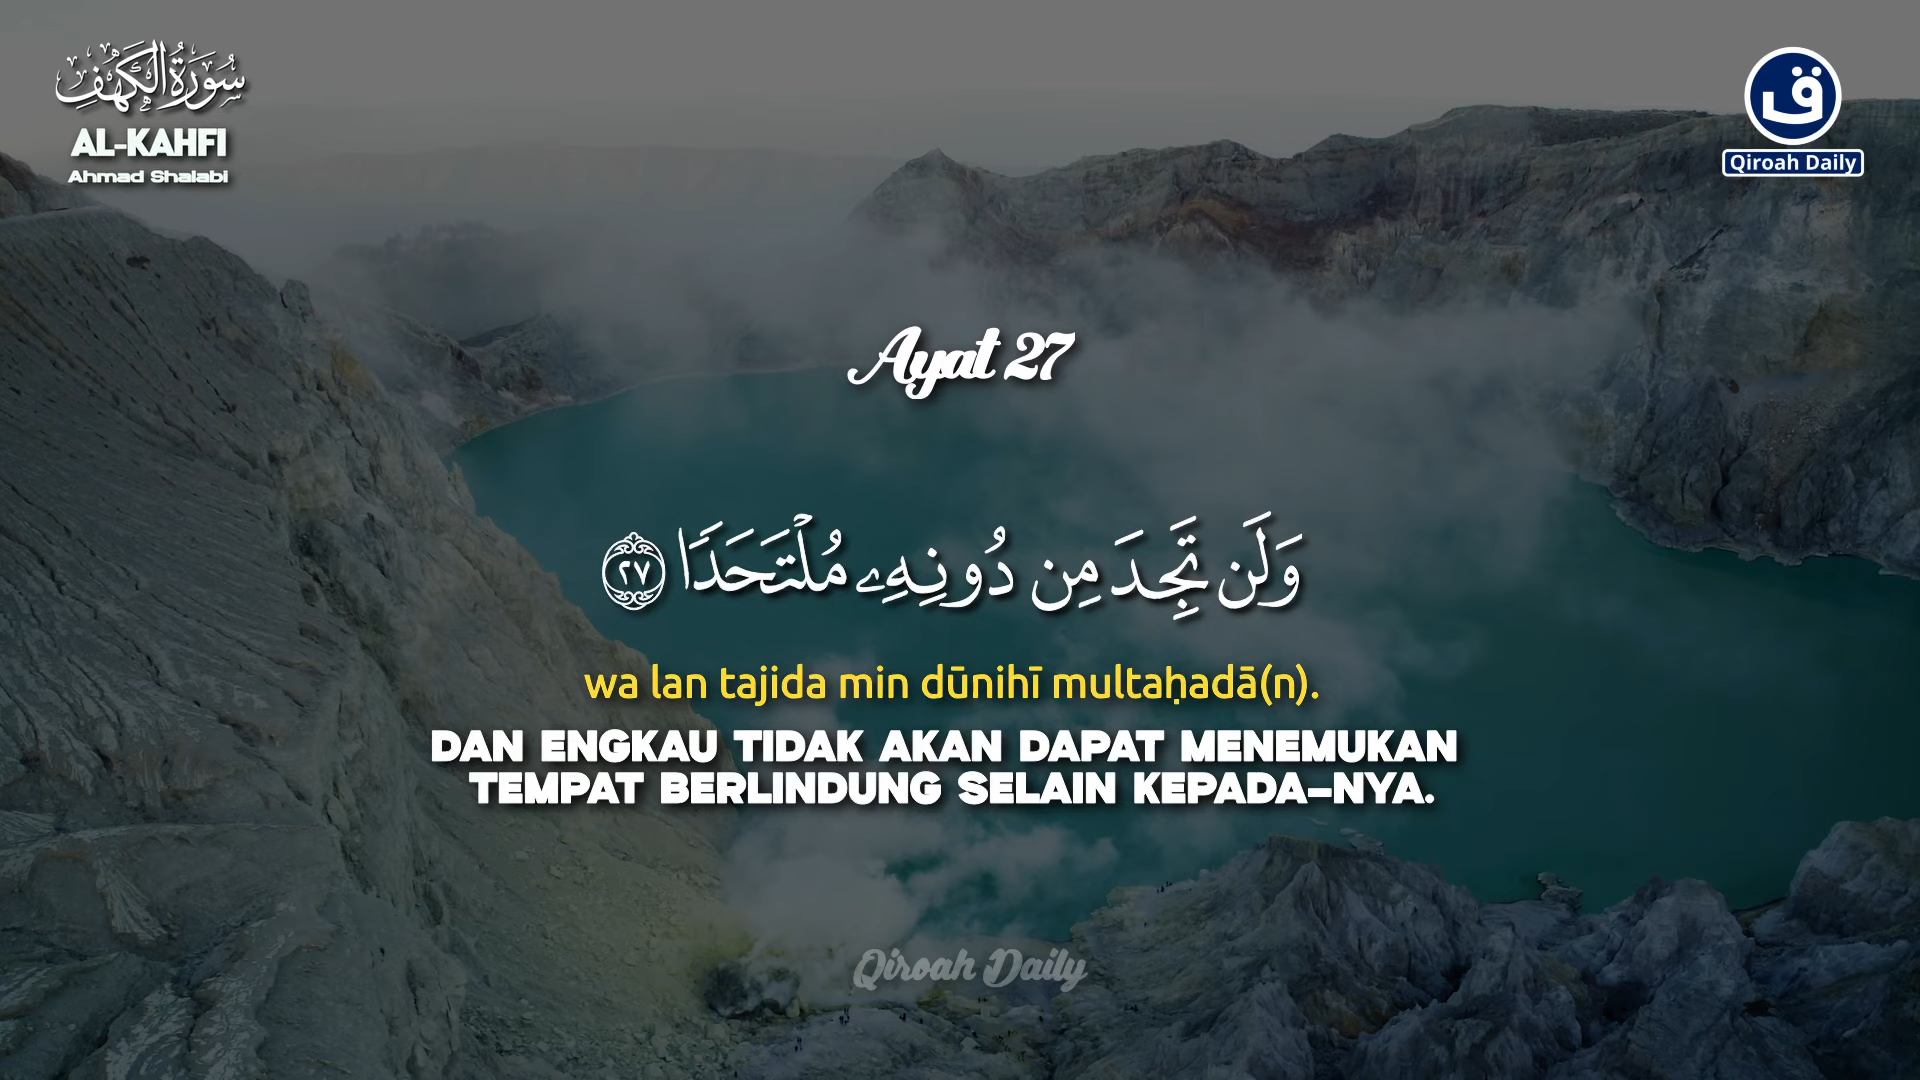 سُورَةُ الْكَهْفِ
AL-KAHFI
Ahmad Shalabi
ق
Qiroah Daily
Ayat 27
وَلَن تَجِدَ مِن دُونِهِۦ مُلْتَحَدًا ٢٧
wa lan tajida min dūnihī multaḥadā(n).
DAN ENGKAU TIDAK AKAN DAPAT MENEMUKAN
TEMPAT BERLINDUNG SELAIN KEPADA-NYA.
Qiroah Daily